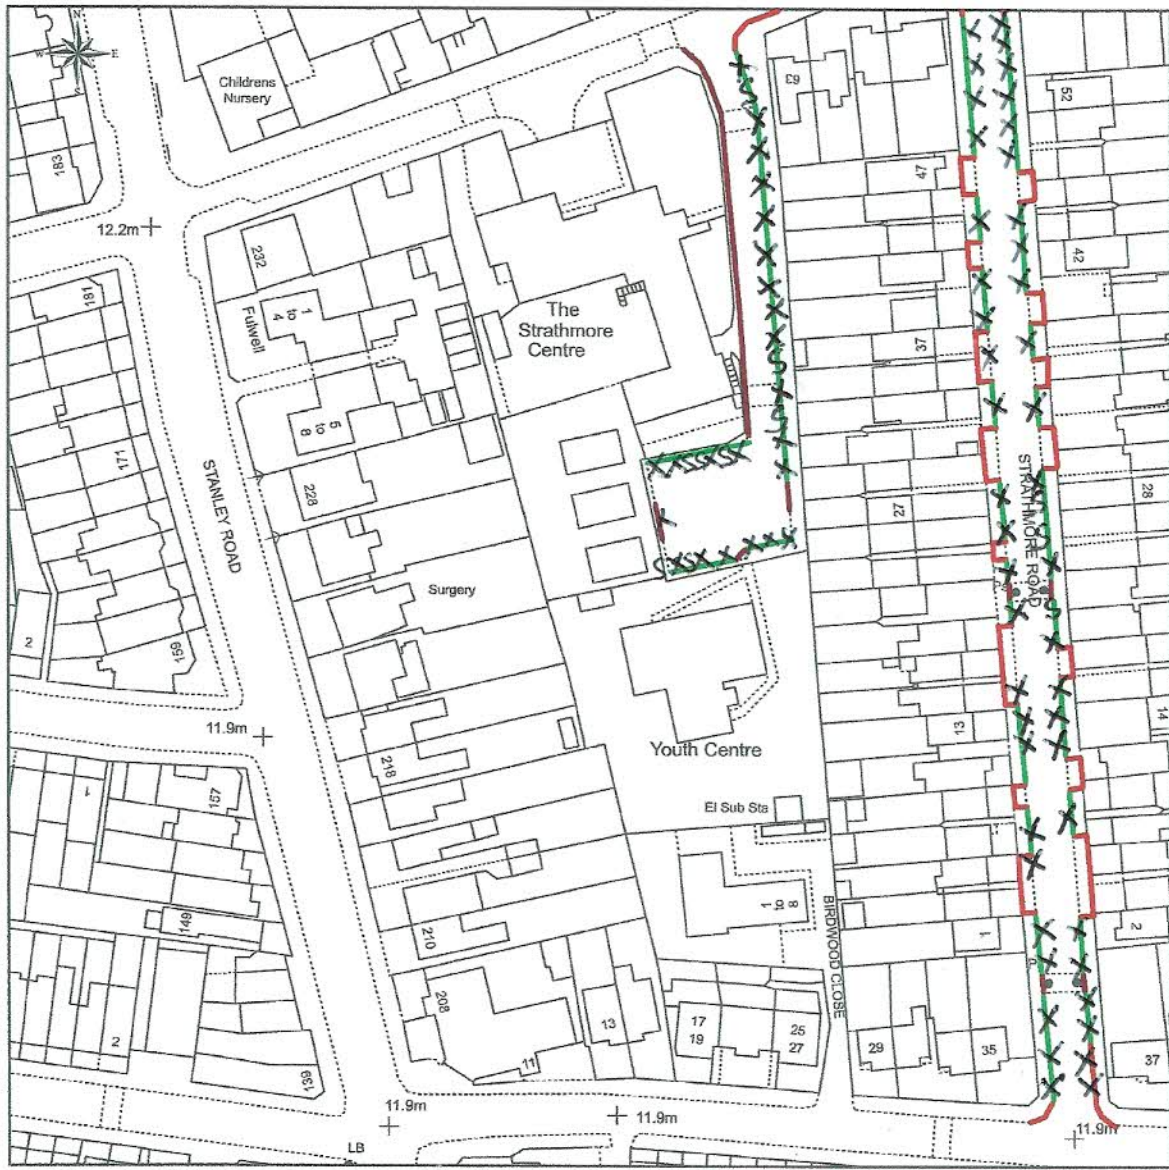 N
W E
Childrens
Nursery
63
52
183
47
12.2m
232
42
181
1
to
4
Fulwell
The
Strathmore
Centre
37
5
to
8
171
STANLEY ROAD
228
STRATHMORE ROAD
28
27
Surgery
2
159
11.9m
13
14
Youth Centre
218
1
157
El Sub Sta
1
to
8
BIRDWOOD CLOSE
149
210
1
2
208
13
17
19
25
27
29
35
37
2
11
139
11.9m
11.9m
11.9m
LB